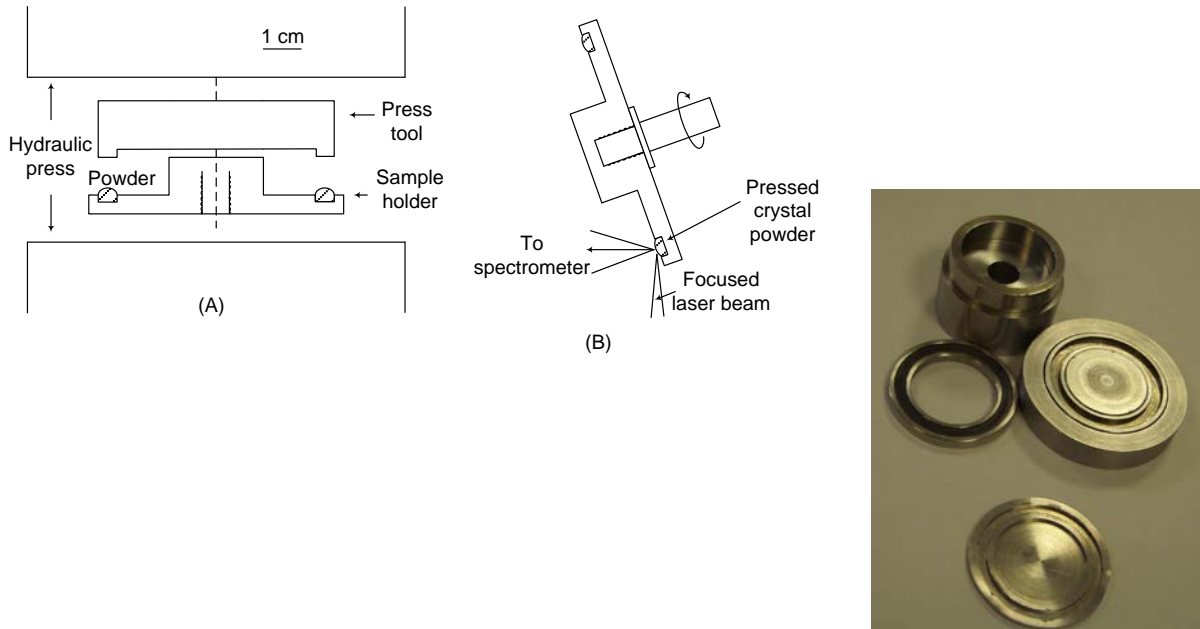 1 cm
Press
tool
Hydraulic
press
Powder
Sample
holder
(A)
Pressed
crystal
powder
To
spectrometer
Focused
laser beam
(B)